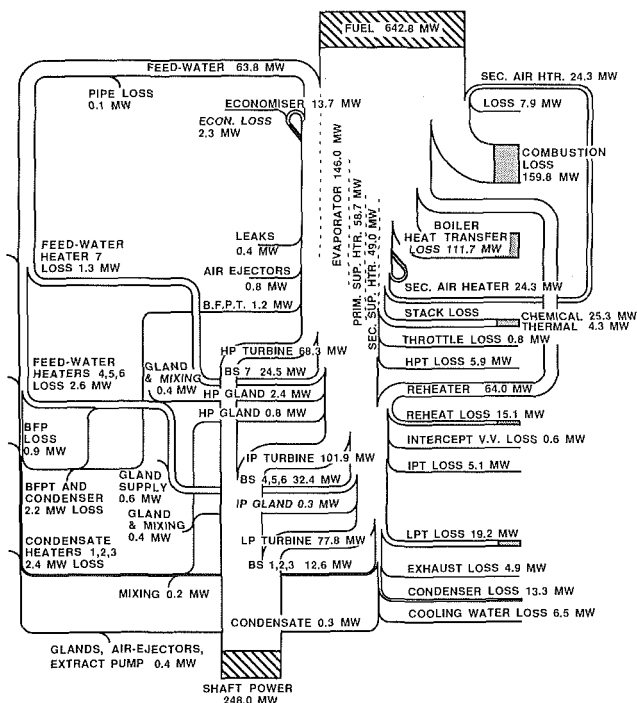 FUEL 642.8 MW
FEED-WATER 63.8 MW
PIPE LOSS
0.1 MW
ECONOMISER 13.7 MW
ECON. LOSS
2.3 MW
SEC. AIR HTR. 24.3 MW
LOSS 7.9 MW
COMBUSTION
LOSS
159.8 MW
EVAPORATOR 146.0 MW
PRIM. SUP. HTR. 58.7 MW
SEC. SUP. HTR. 49.0 MW
BOILER
HEAT TRANSFER
LOSS 111.7 MW
LEAKS
0.4 MW
FEED-WATER
HEATER 7
LOSS 1.3 MW
AIR EJECTORS
0.8 MW
B.F.P.T. 1.2 MW
SEC. AIR HEATER 24.3 MW
STACK LOSS
CHEMICAL 25.3 MW
THERMAL 4.3 MW
THROTTLE LOSS 0.8 MW
HP TURBINE 68.3 MW
HPT LOSS 5.9 MW
FEED-WATER
HEATERS 4,5,6
LOSS 2.6 MW
GLAND
& MIXING
0.4 MW
BS 7 24.5 MW
HP GLAND 2.4 MW
HP GLAND 0.8 MW
REHEATER 64.0 MW
REHEAT LOSS 15.1 MW
INTERCEPT V.V. LOSS 0.6 MW
BFP
LOSS
0.9 MW
IP TURBINE 101.9 MW
IPT LOSS 5.1 MW
BFPT AND
CONDENSER
2.2 MW LOSS
GLAND
SUPPLY
0.6 MW
BS 4,5,6 32.4 MW
IP GLAND 0.3 MW
GLAND
& MIXING
0.4 MW
CONDENSATE
HEATERS 1,2,3
2.4 MW LOSS
LP TURBINE 77.8 MW
LPT LOSS 19.2 MW
BS 1,2,3 12.6 MW
EXHAUST LOSS 4.9 MW
MIXING 0.2 MW
CONDENSER LOSS 13.3 MW
COOLING WATER LOSS 6.5 MW
CONDENSATE 0.3 MW
GLANDS, AIR-EJECTORS,
EXTRACT PUMP 0.4 MW
SHAFT POWER
248.0 MW